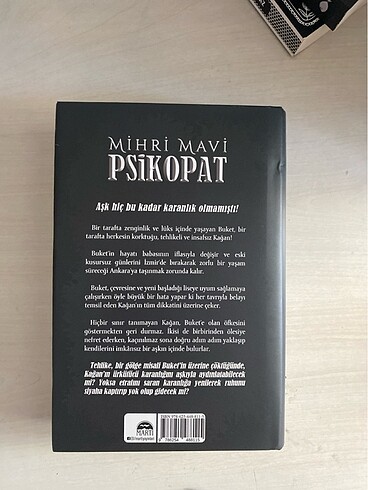 MİHRİ MAVİ
PSİKOPAT
Aşk hiç bu kadar karanlık olmamıştı!
Bir tarafta zenginlik ve lüks içinde yaşayan Buket, bir
tarafta herkesin korktuğu, tehlikeli ve insafsız Kağan!
Buket'in hayatı babasının iflasıyla değişir ve eski
kusursuz günlerini İzmir'de bırakarak zorlu bir yaşam
süreceği Ankara'ya taşınmak zorunda kalır.
Buket, çevresine ve yeni başladığı liseye uyum sağlamaya
çalışırken öyle büyük bir hata yapar ki her tavrıyla belayı
temsil eden Kağan'ın tüm dikkatini üzerine çeker.
Hiçbir sınır tanımayan Kağan, Buket'e olan öfkesini
göstermekten geri durmaz. İkisi de birbirinden ölesiye
nefret ederken, kaçınılmaz sona doğru adım adım yaklaşıp
kendilerini imkânsız bir aşkın içinde bulurlar.
Tehlike, bir gölge misali Buket'in üzerine çöktüğünde,
Kağan'ın ürkütücü karanlığını aşkıyla aydınlatabilecek
mi? Yoksa etrafını saran karanlığa yenilerek ruhunu
siyaha kaptırıp yok olup gidecek mi?
MARTI
9 786254 488115